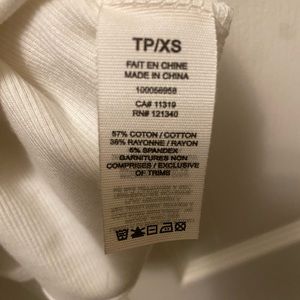 TP/XS
FAIT EN CHINE
MADE IN CHINA
100056958
CA# 11319
RN# 121340
57% COTON / COTTON
38% RAYONNE / RAYON
5% SPANDEX
GARNITURES NON
COMPRISES / EXCLUSIVE
OF TRIMS